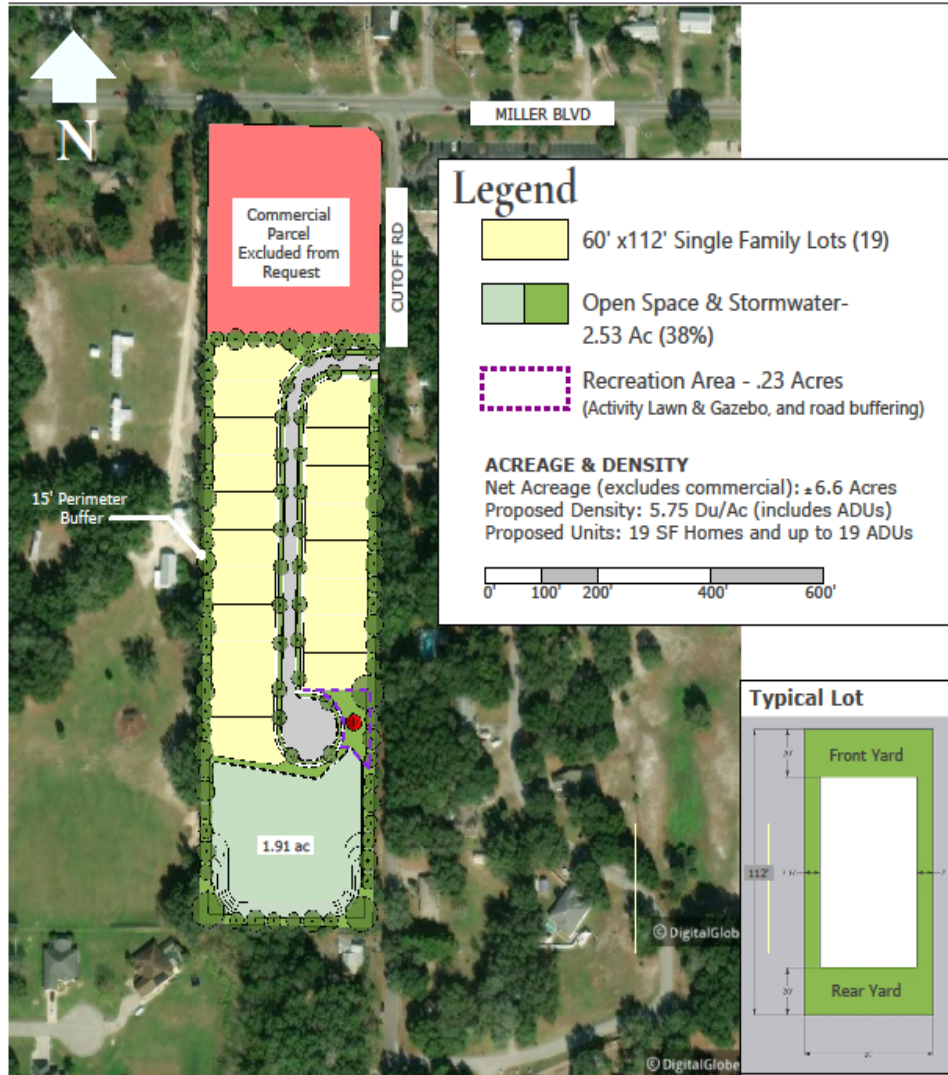 N
MILLER BLVD
Commercial
Parcel
Excluded from
Request
CUTOFF RD
15' Perimeter
Buffer
1.91 ac
Legend
60' x112' Single Family Lots (19)
Open Space & Stormwater-
2.53 Ac (38%)
Recreation Area - .23 Acres
(Activity Lawn & Gazebo, and road buffering)
ACREAGE & DENSITY
Net Acreage (excludes commercial): ±6.6 Acres
Proposed Density: 5.75 Du/Ac (includes ADUs)
Proposed Units: 19 SF Homes and up to 19 ADUs
0' 100' 200' 400' 600'
Typical Lot
Front Yard
112'
20'
Rear Yard
© DigitalGlobe
© DigitalGlobe